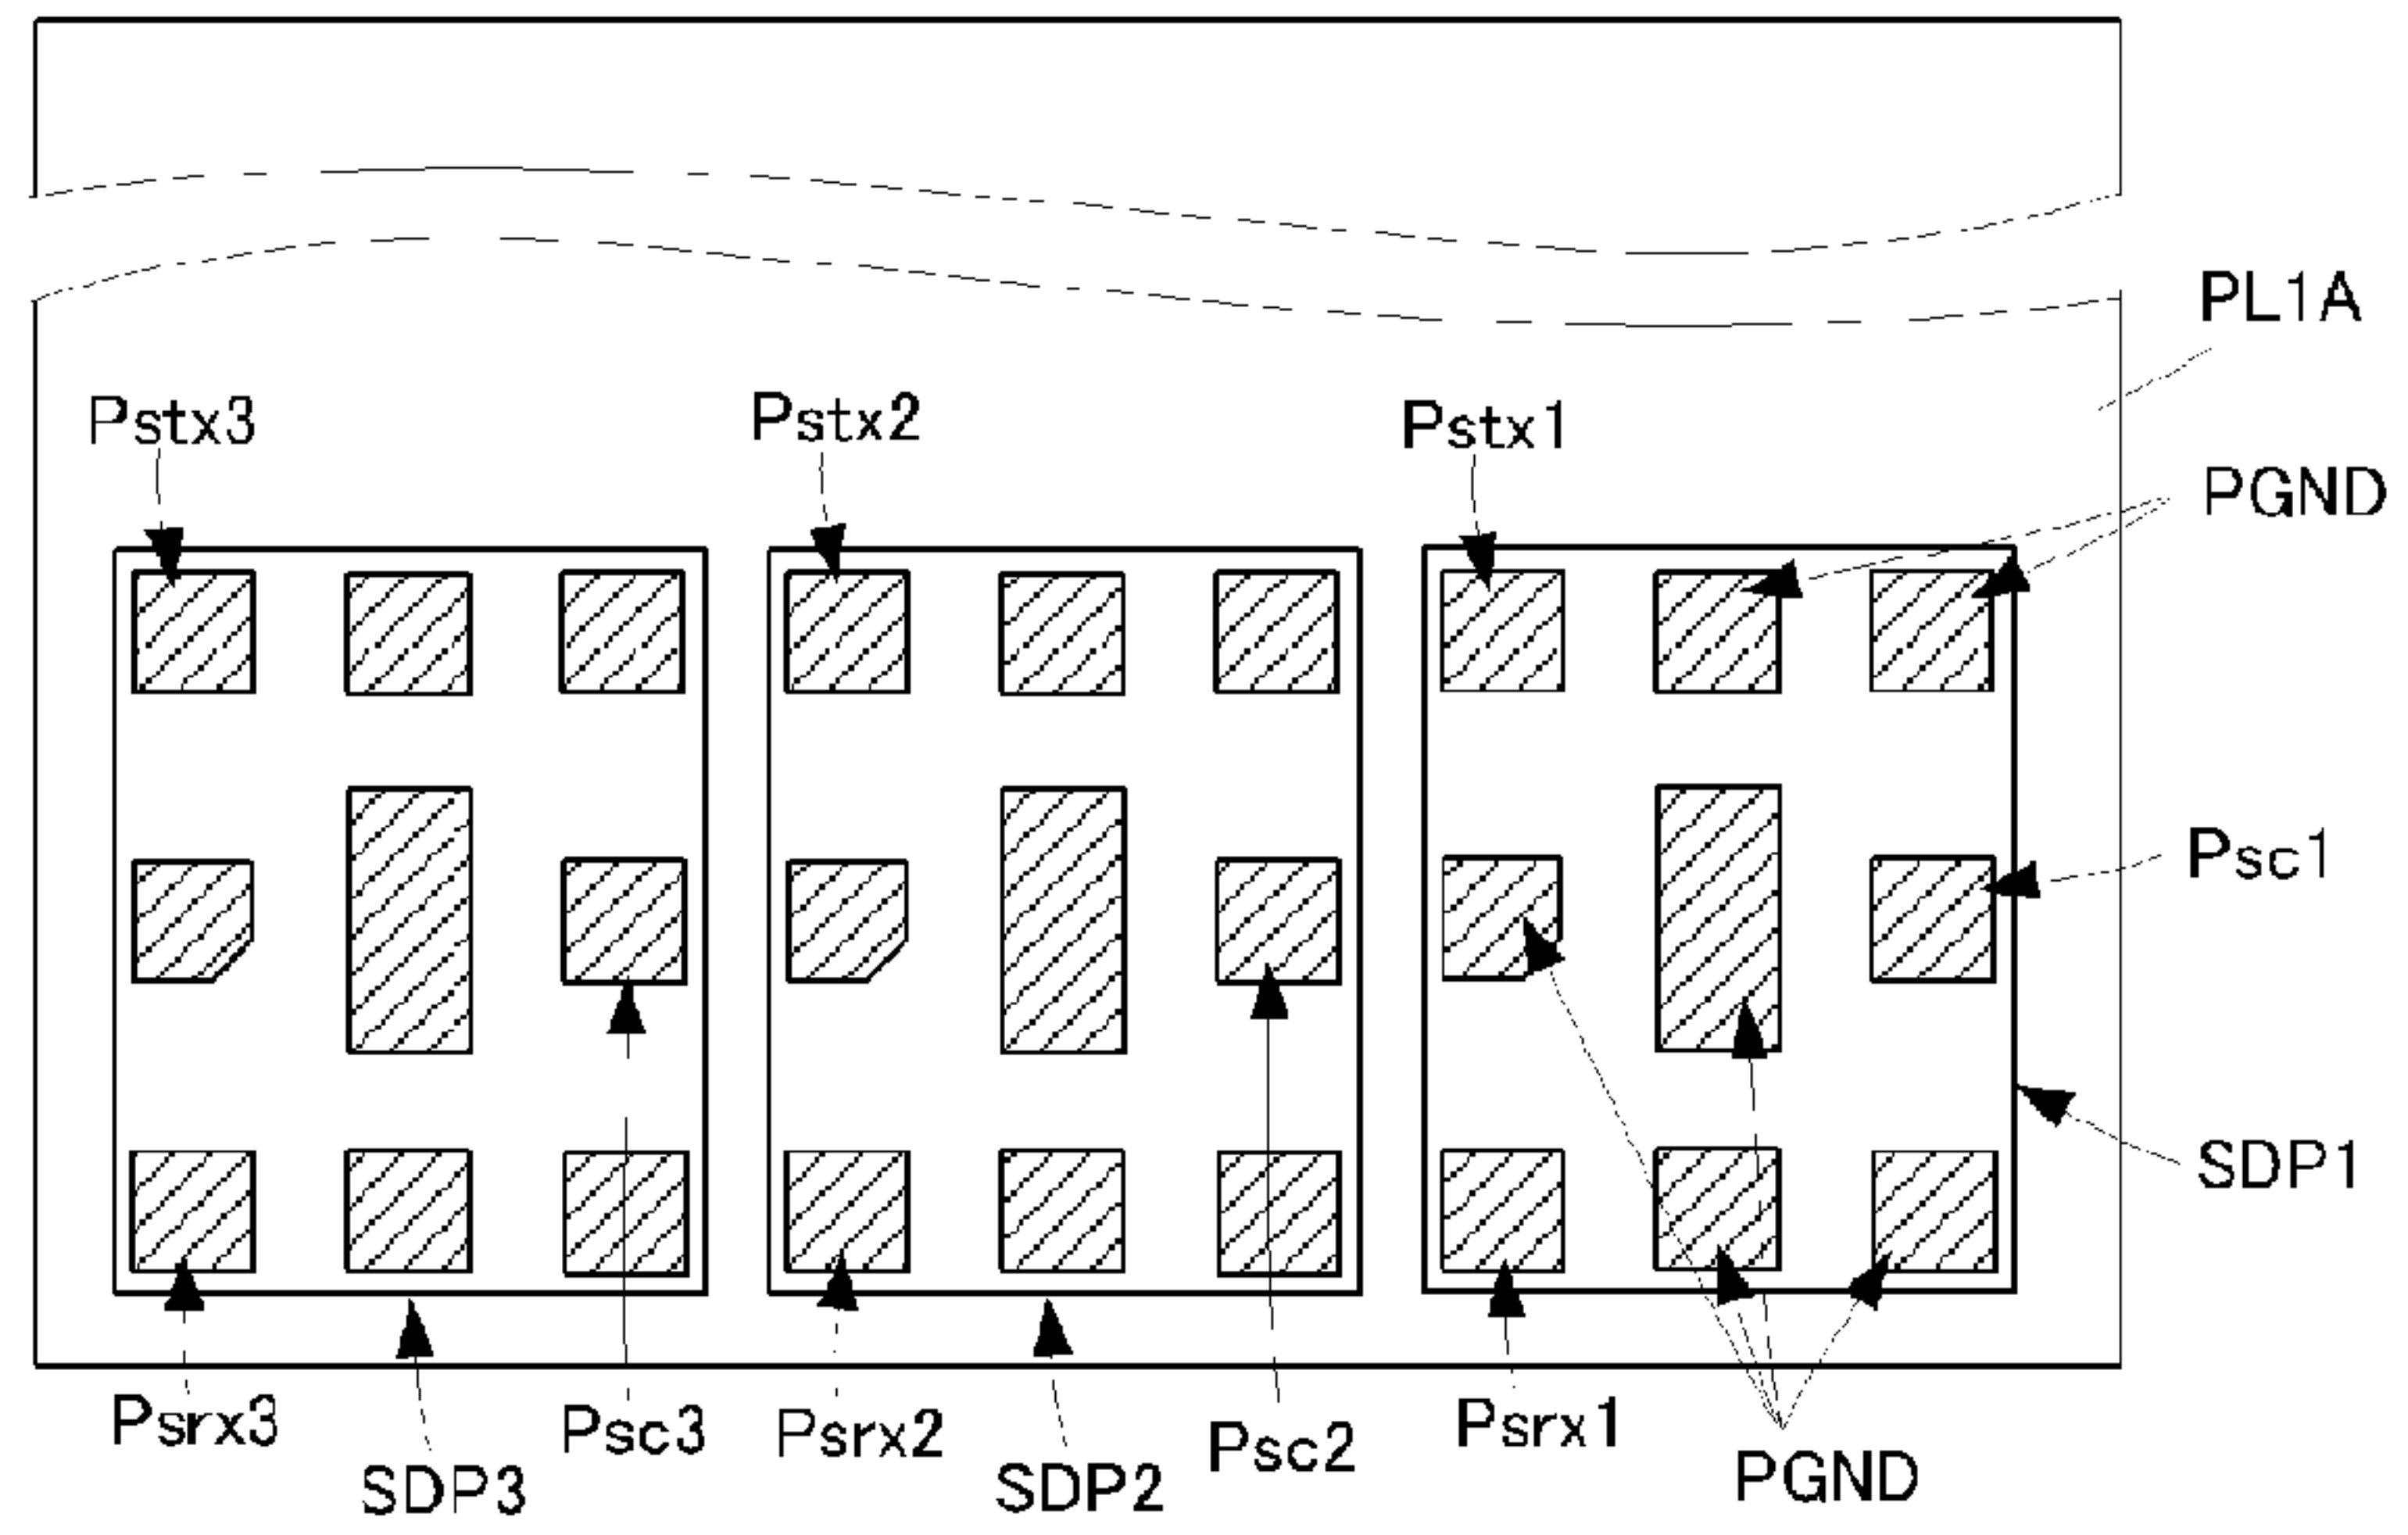 PL1A
Pstx3
Pstx2
Pstx1
PGND
Psc1
SDP1
Psrx3
Psc3
Psrx2
Psc2
Psrx1
PGND
SDP3
SDP2